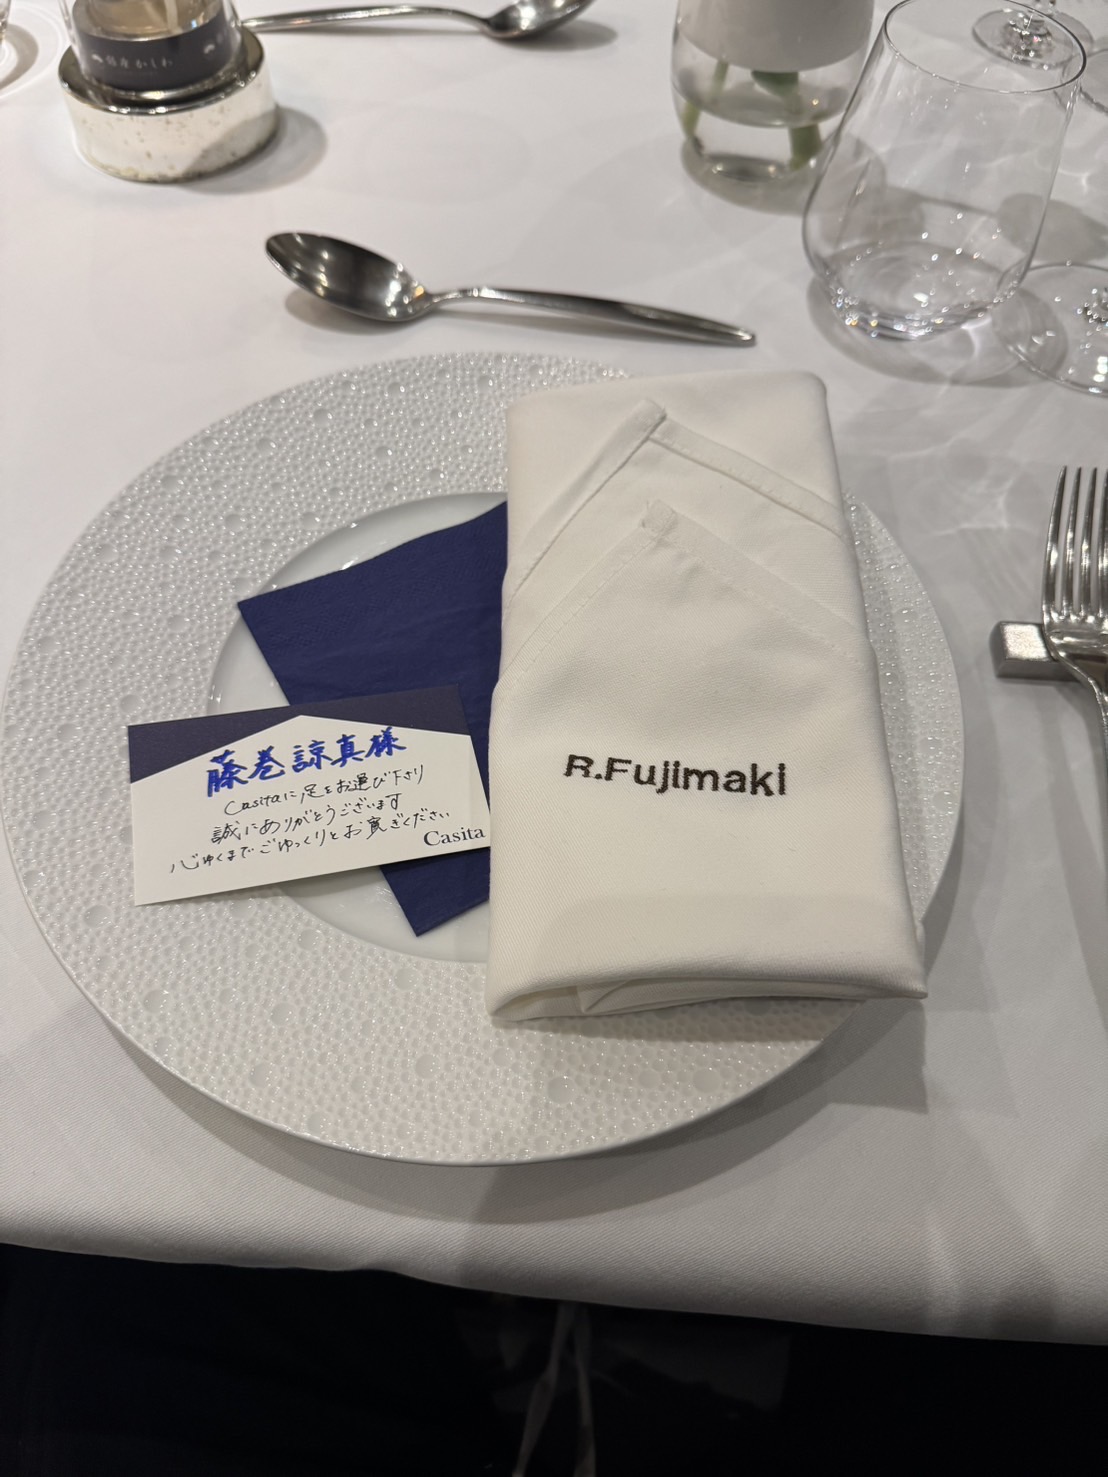 藤巻諒真様
Casitaに足をお運び下さり
誠にありがとうございます
心ゆくまでごゆっくりとお寛ぎください
Casita
R.Fujimaki